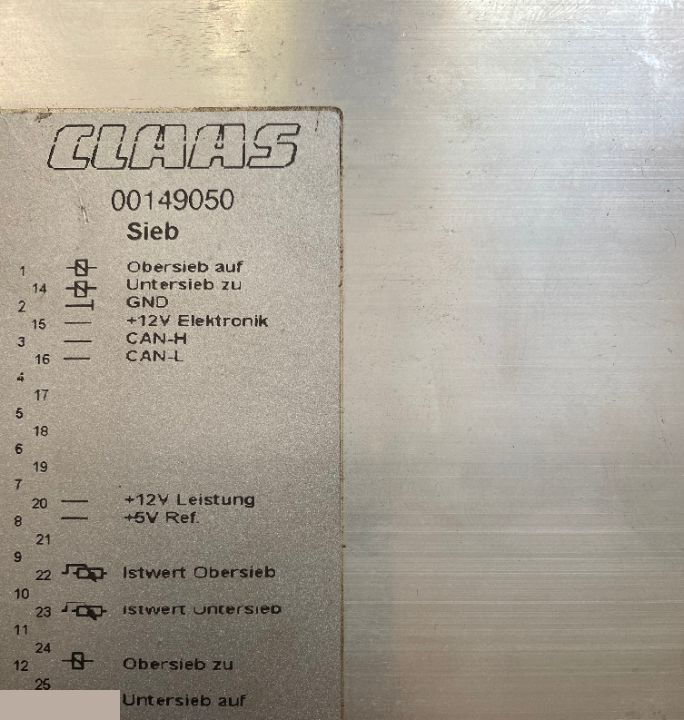 CLAAS
00149050
Sieb
1 Obersieb auf
14 Untersieb zu
2 GND
15 +12V Elektronik
3 CAN-H
16 CAN-L
4
17
5
18
6
19
7
20 +12V Leistung
8 +5V Ref.
21
9
22 Istwert Obersieb
10
23 Istwert Untersieb
11
24
12 Obersieb zu
25
Untersieb auf